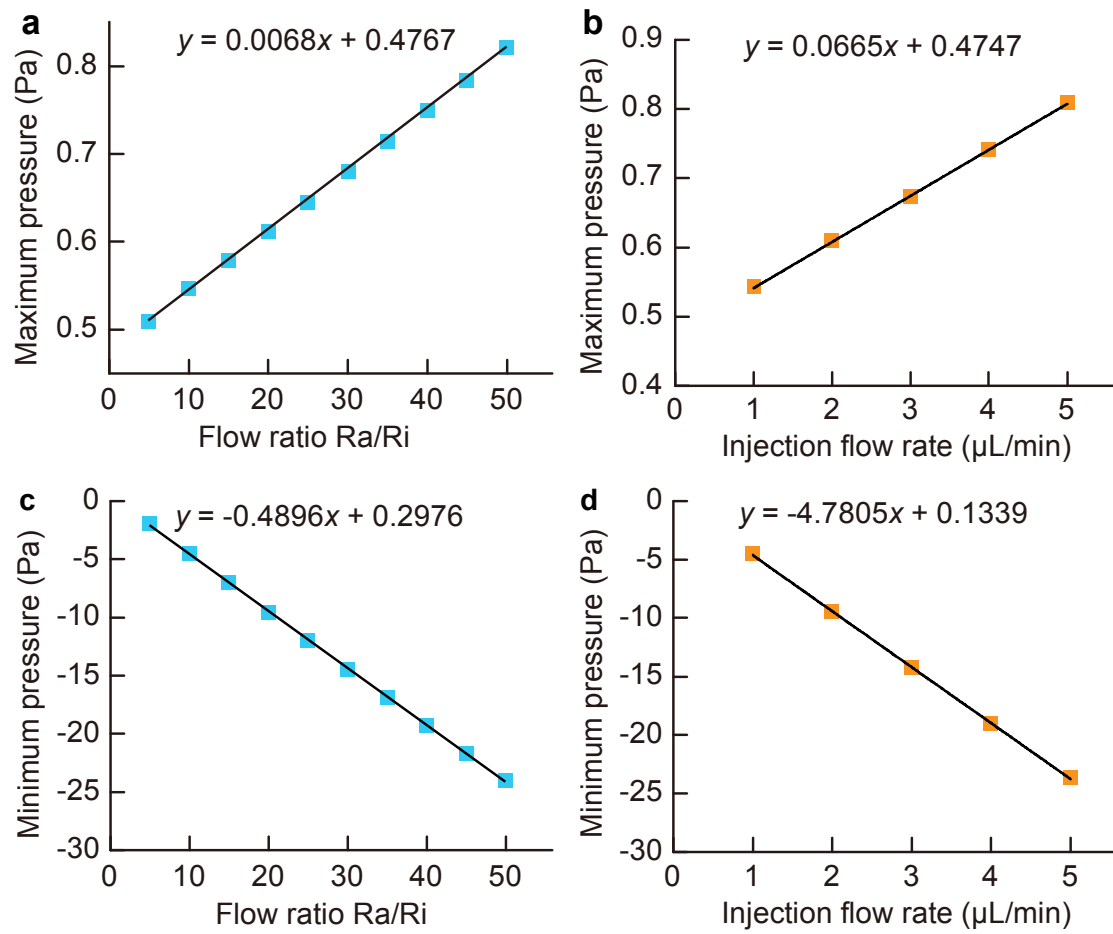 a
y = 0.0068x + 0.4767
Maximum pressure (Pa)
0.8
0.7
0.6
0.5
0 10 20 30 40 50
Flow ratio Ra/Ri
b
y = 0.0665x + 0.4747
Maximum pressure (Pa)
0.9
0.8
0.7
0.6
0.5
0.4
0 1 2 3 4 5
Injection flow rate (µL/min)
c
y = -0.4896x + 0.2976
Minimum pressure (Pa)
0
-5
-10
-15
-20
-25
-30
0 10 20 30 40 50
Flow ratio Ra/Ri
d
y = -4.7805x + 0.1339
Minimum pressure (Pa)
0
-5
-10
-15
-20
-25
-30
0 1 2 3 4 5
Injection flow rate (µL/min)